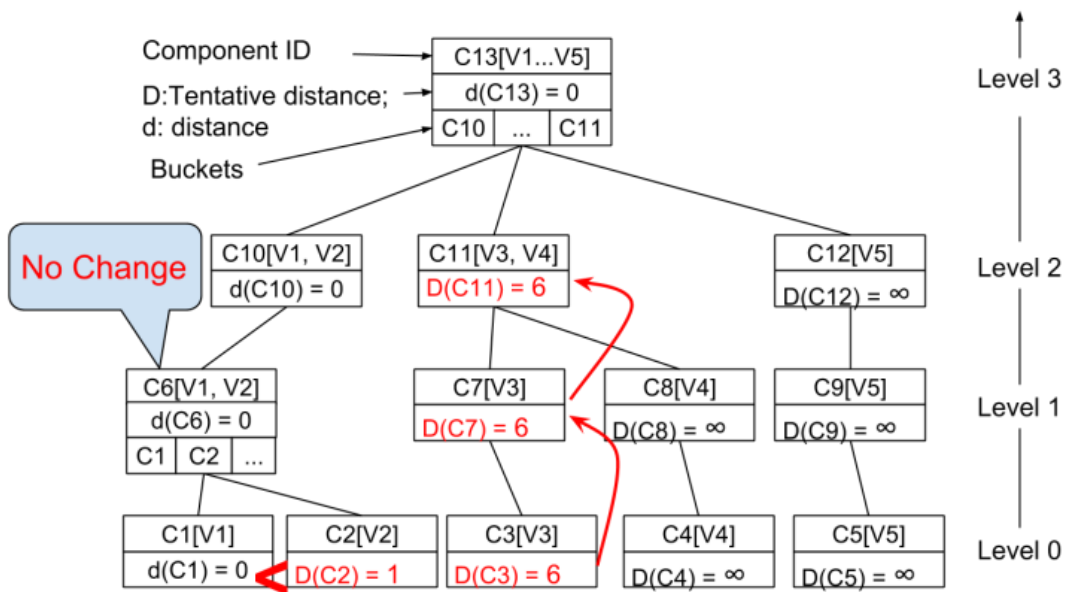 Component ID
D:Tentative distance;
d: distance
Buckets
C13[V1...V5]
d(C13) = 0
C10 ... C11
Level 3
No Change
C10[V1, V2]
d(C10) = 0
C11[V3, V4]
D(C11) = 6
C12[V5]
D(C12) = ∞
Level 2
C6[V1, V2]
d(C6) = 0
C1 C2 ...
C7[V3]
D(C7) = 6
C8[V4]
D(C8) = ∞
C9[V5]
D(C9) = ∞
Level 1
C1[V1]
d(C1) = 0
<
C2[V2]
D(C2) = 1
C3[V3]
D(C3) = 6
C4[V4]
D(C4) = ∞
C5[V5]
D(C5) = ∞
Level 0